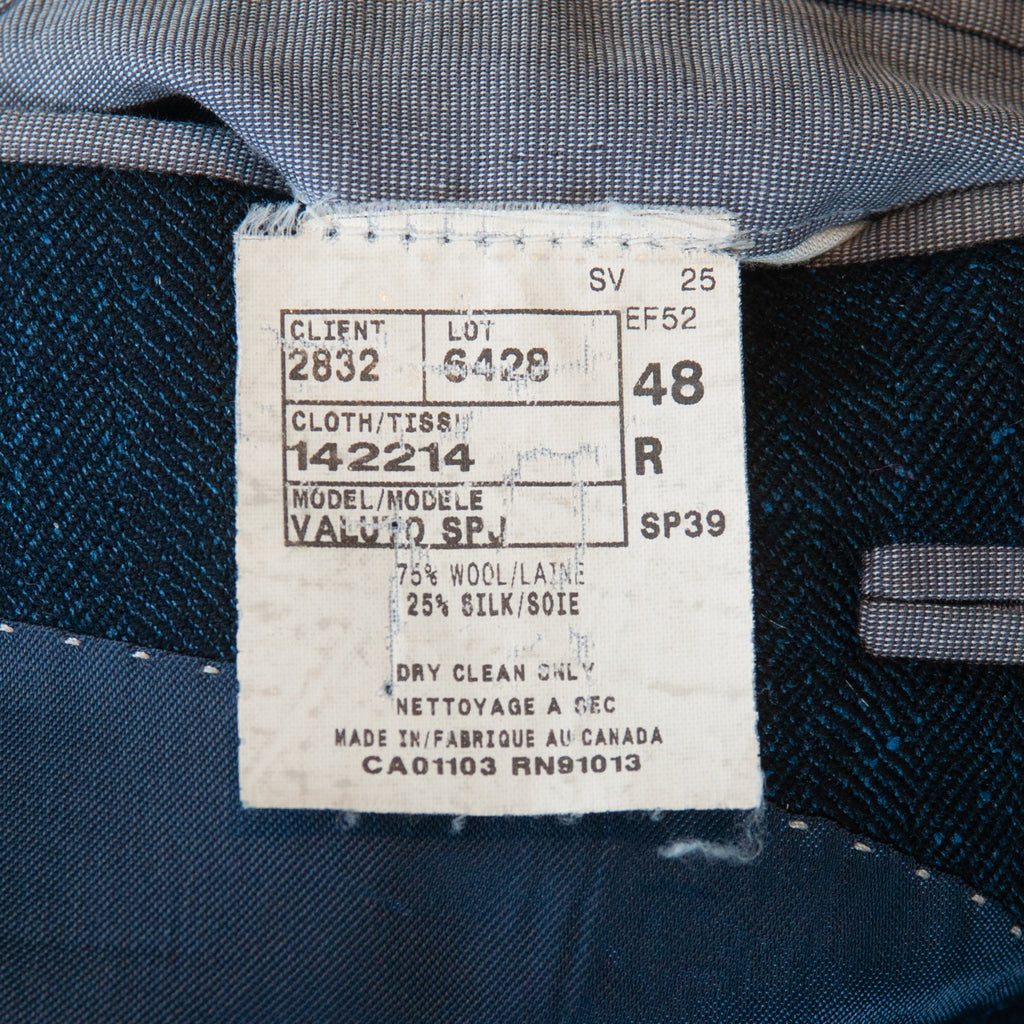 SV 25
EF52
CLIENT LOT
2832 6428
48
CLOTH/TISSU
142214
R
MODEL/MODELE
VALUTO SPJ
SP39
75% WOOL/LAINE
25% SILK/SOIE
DRY CLEAN ONLY
NETTOYAGE A SEC
MADE IN/FABRIQUE AU CANADA
CA01103 RN91013